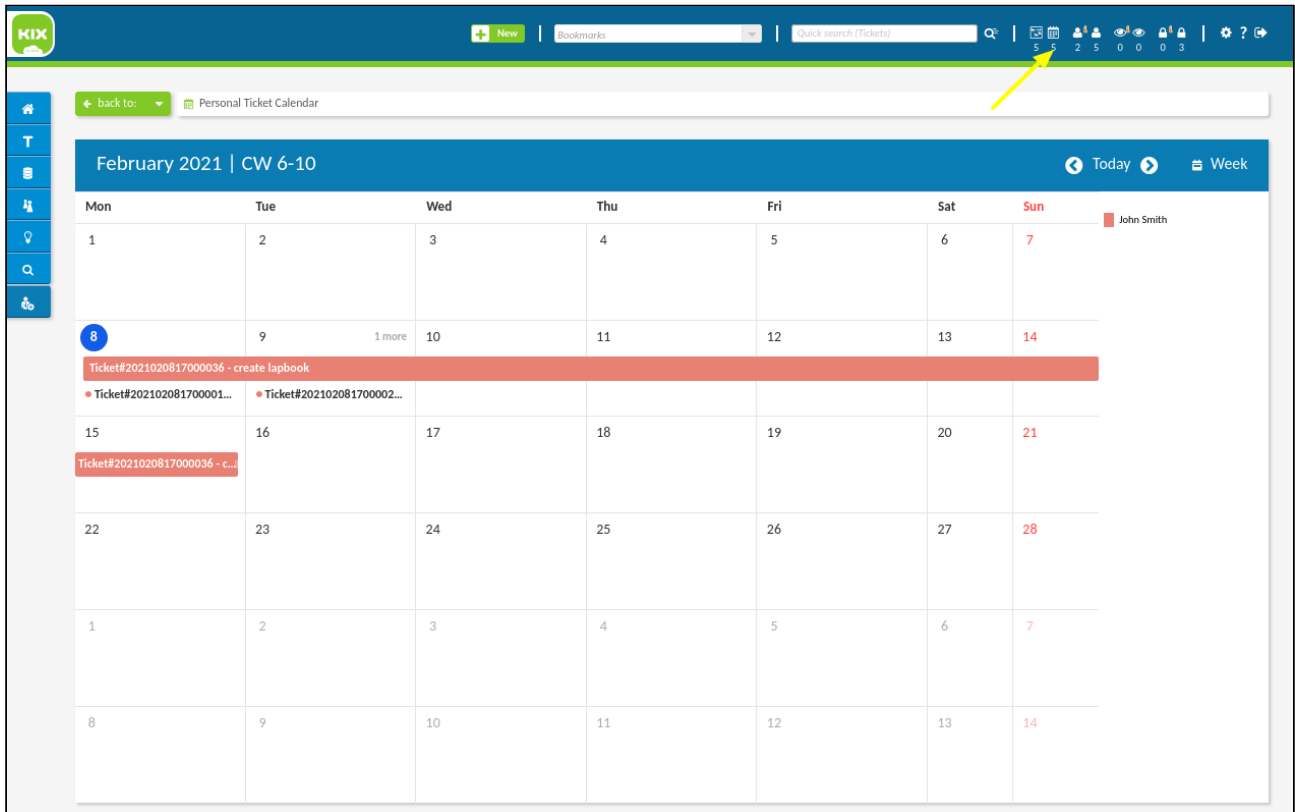 KIX
New
Bookmarks
Quick search (Tickets)
5 5 2 5 0 0 0 3
back to:
Personal Ticket Calendar
February 2021 | CW 6-10
Today
Week
Mon Tue Wed Thu Fri Sat Sun
John Smith
1 2 3 4 5 6 7
8 9 1 more 10 11 12 13 14
Ticket#2021020817000036 - create lapbook
Ticket#202102081700001... Ticket#202102081700002...
15 16 17 18 19 20 21
Ticket#2021020817000036 - c...
22 23 24 25 26 27 28
1 2 3 4 5 6 7
8 9 10 11 12 13 14